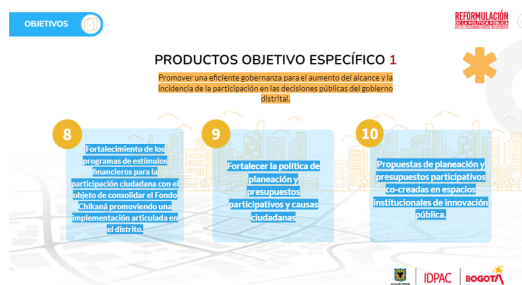 OBJETIVOS
REFORMULACIÓN
DE LA POLÍTICA PÚBLICA
PRODUCTOS OBJETIVO ESPECÍFICO 1
Promover una eficiente gobernanza para el aumento del alcance y la
incidencia de la participación en las decisiones públicas del gobierno
distrital.
8
Fortalecimiento de los
programas de estímulos
financieros para la
participación ciudadana con el
objeto de consolidar el Fondo
Chikaná promoviendo una
implementación articulada en
el distrito.
9
Fortalecer la política de
planeación y
presupuestos
participativos y causas
ciudadanas
10
Propuestas de planeación y
presupuestos participativos
co-creadas en espacios
institucionales de innovación
pública.
IDPAC
BOGOTÁ